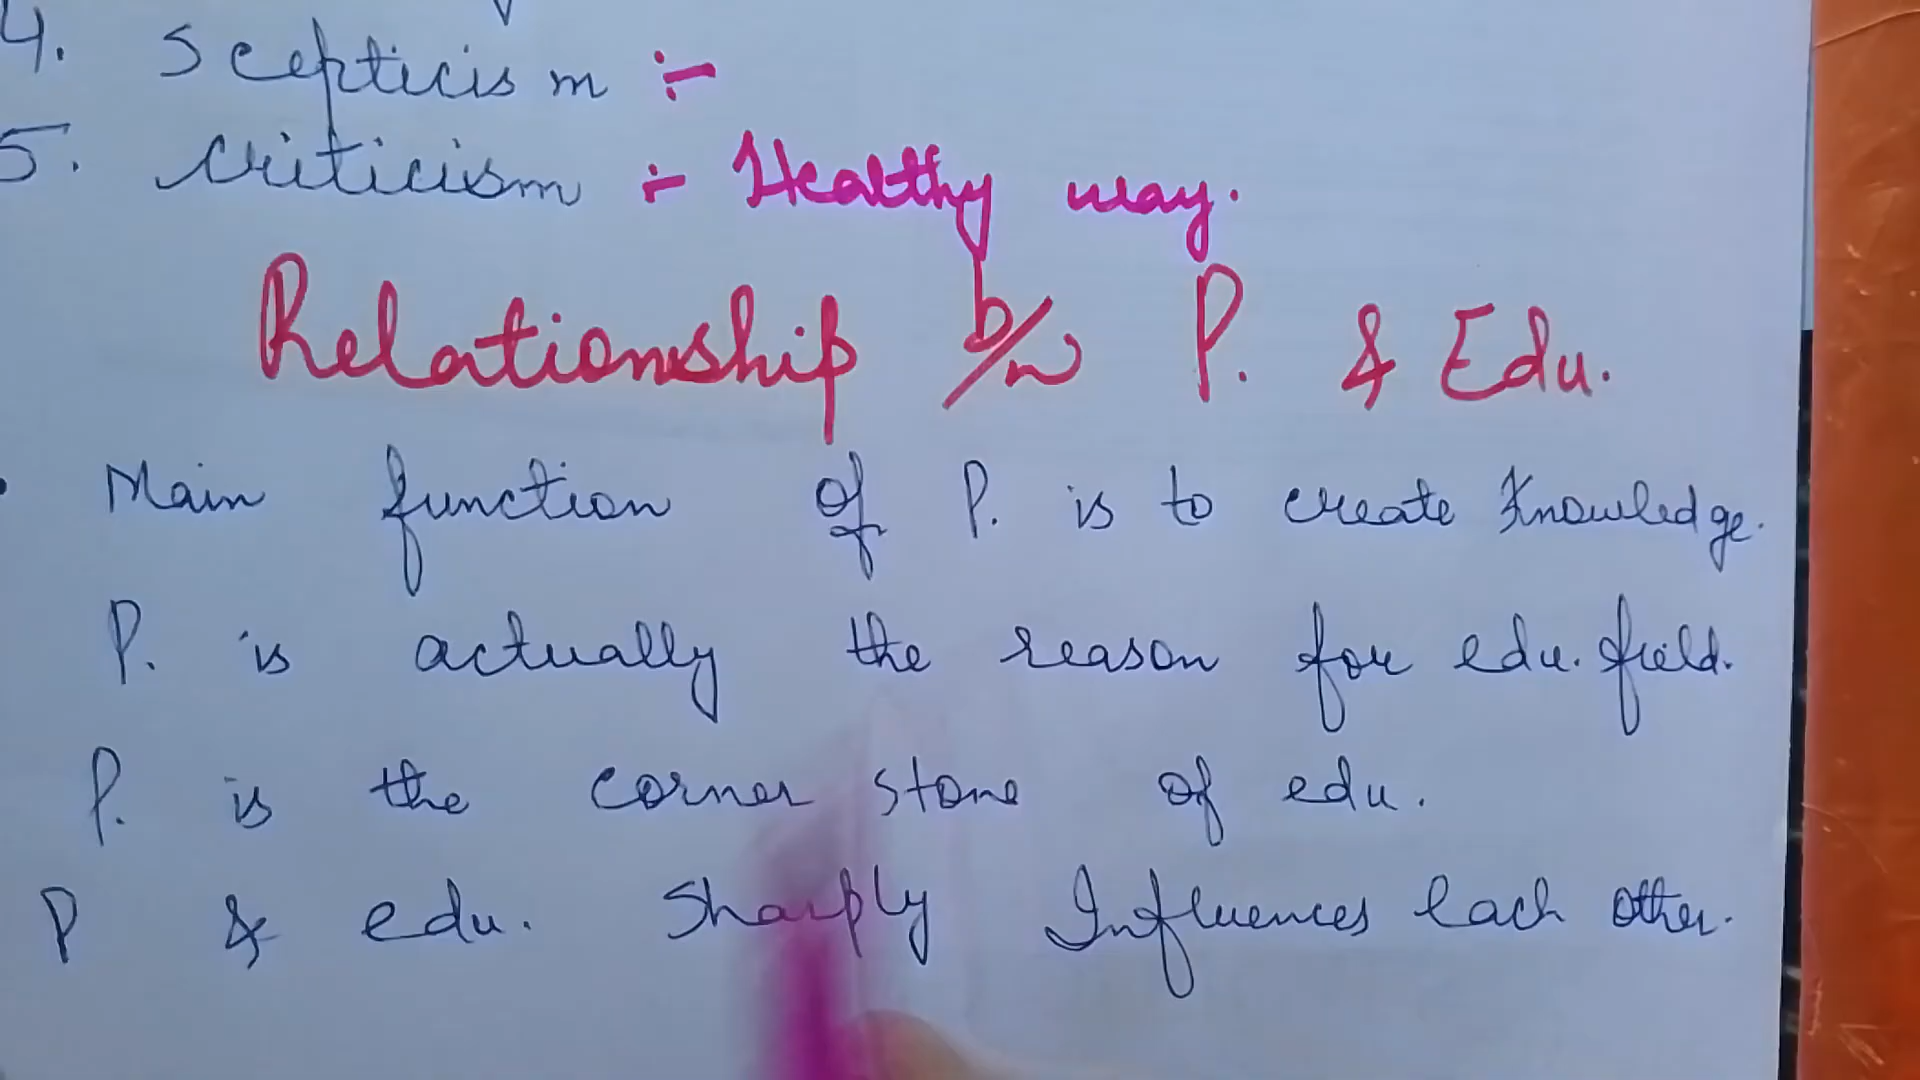 4. Scepticism :-
5. Criticism :- Healthy way.
Relationship b/w P. & Edu.
• Main function of P. is to create Knowledge.
P. is actually the reason for edu. field.
P. is the corner stone of edu.
P & edu. Sharply Influences each other.